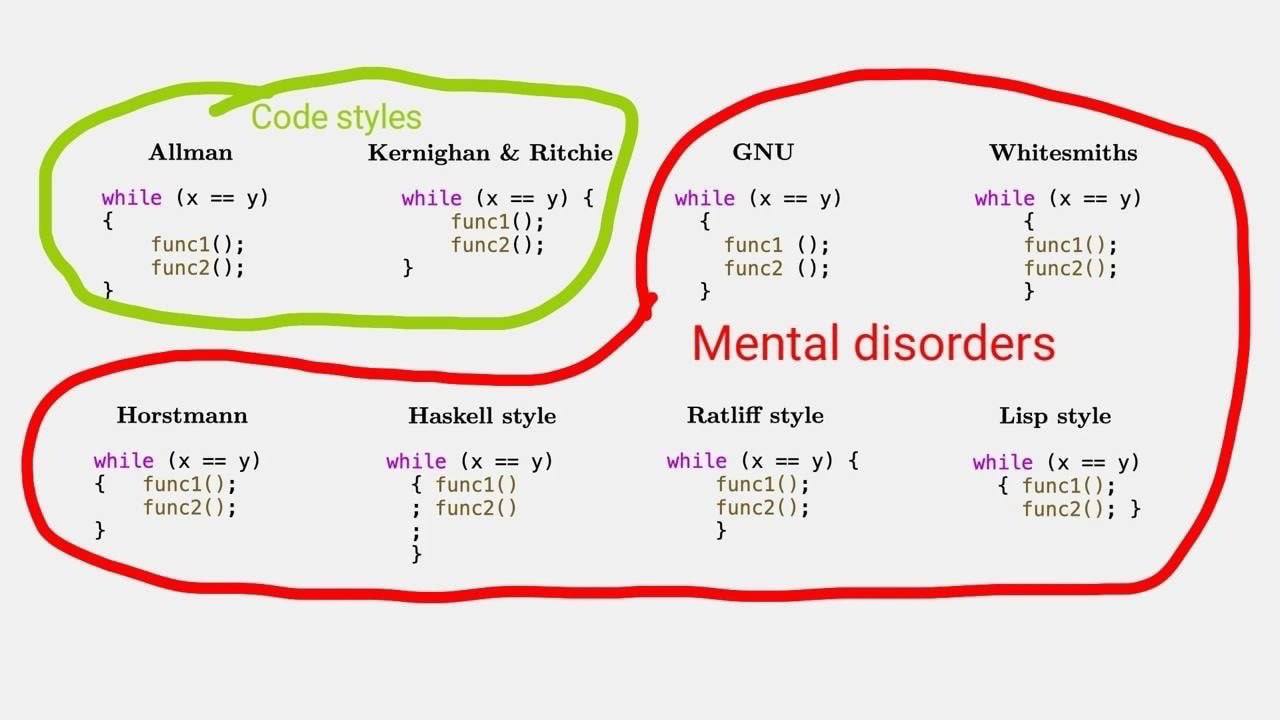 Code styles
Allman
while (x == y)
{
    func1();
    func2();
}
Kernighan & Ritchie
while (x == y) {
    func1();
    func2();
}
GNU
while (x == y)
  {
    func1 ();
    func2 ();
  }
Whitesmiths
while (x == y)
    {
    func1();
    func2();
    }
Mental disorders
Horstmann
while (x == y)
{   func1();
    func2();
}
Haskell style
while (x == y)
  { func1()
  ; func2()
  ;
  }
Ratliff style
while (x == y) {
    func1();
    func2();
    }
Lisp style
while (x == y)
  { func1();
    func2(); }